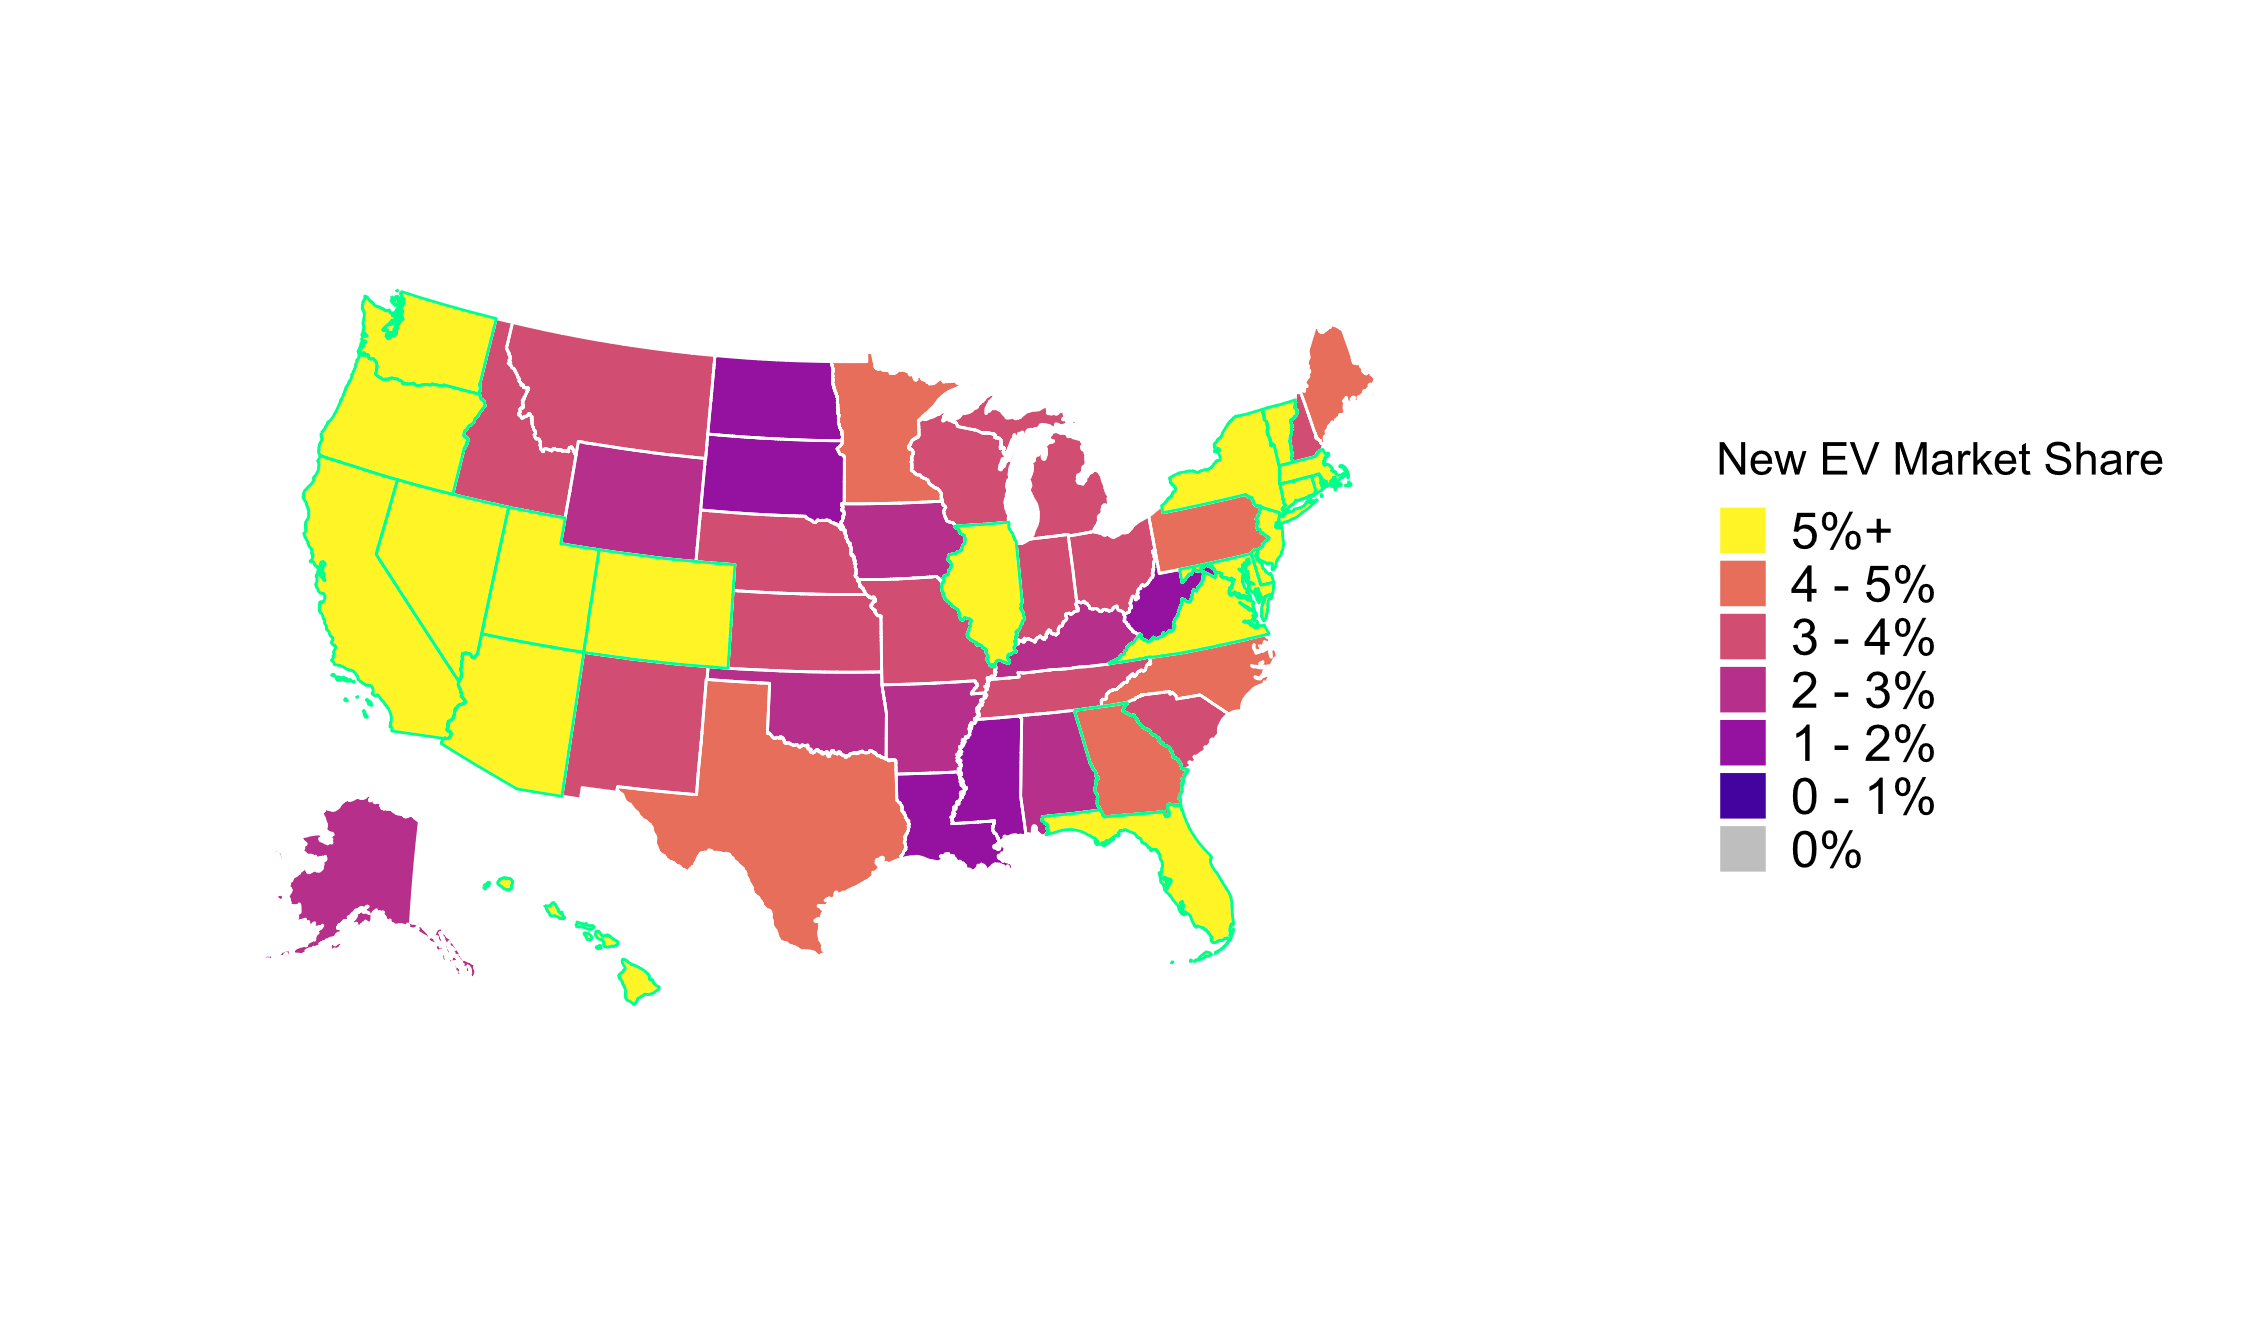 New EV Market Share
5%+
4 - 5%
3 - 4%
2 - 3%
1 - 2%
0 - 1%
0%